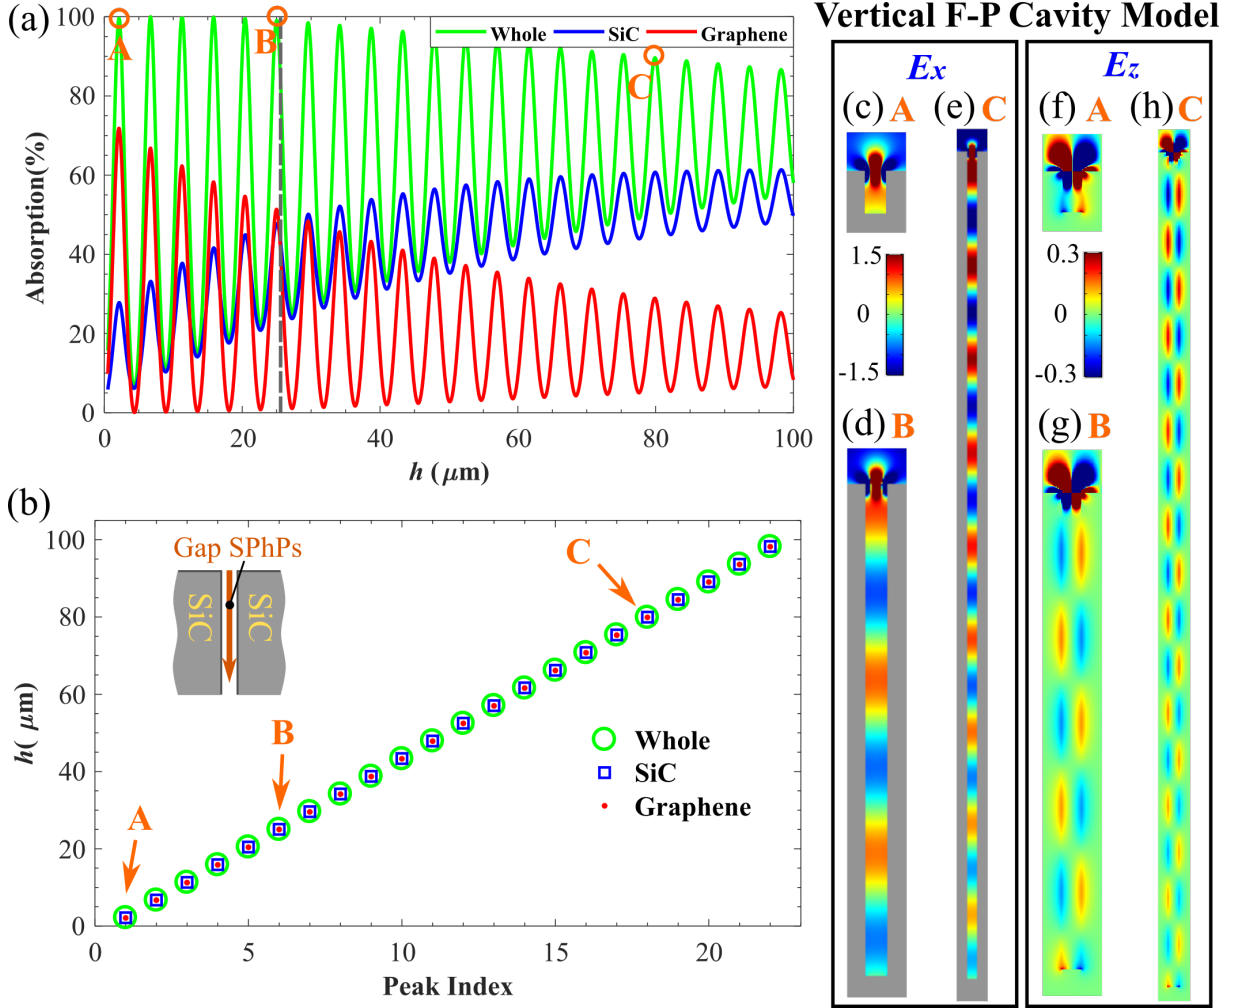 (a)
A
B
C
Whole SiC Graphene
Absorption(%)
100
80
60
40
20
0
0 20 40 60 80 100
h (μm)
(b)
Gap SPhPs
SiC SiC
A
B
C
Whole
SiC
Graphene
h( μm)
100
80
60
40
20
0
0 5 10 15 20
Peak Index
Vertical F-P Cavity Model
Ex
(c) A (e) C
1.5
0
-1.5
(d) B
Ez
(f) A (h) C
0.3
0
-0.3
(g) B